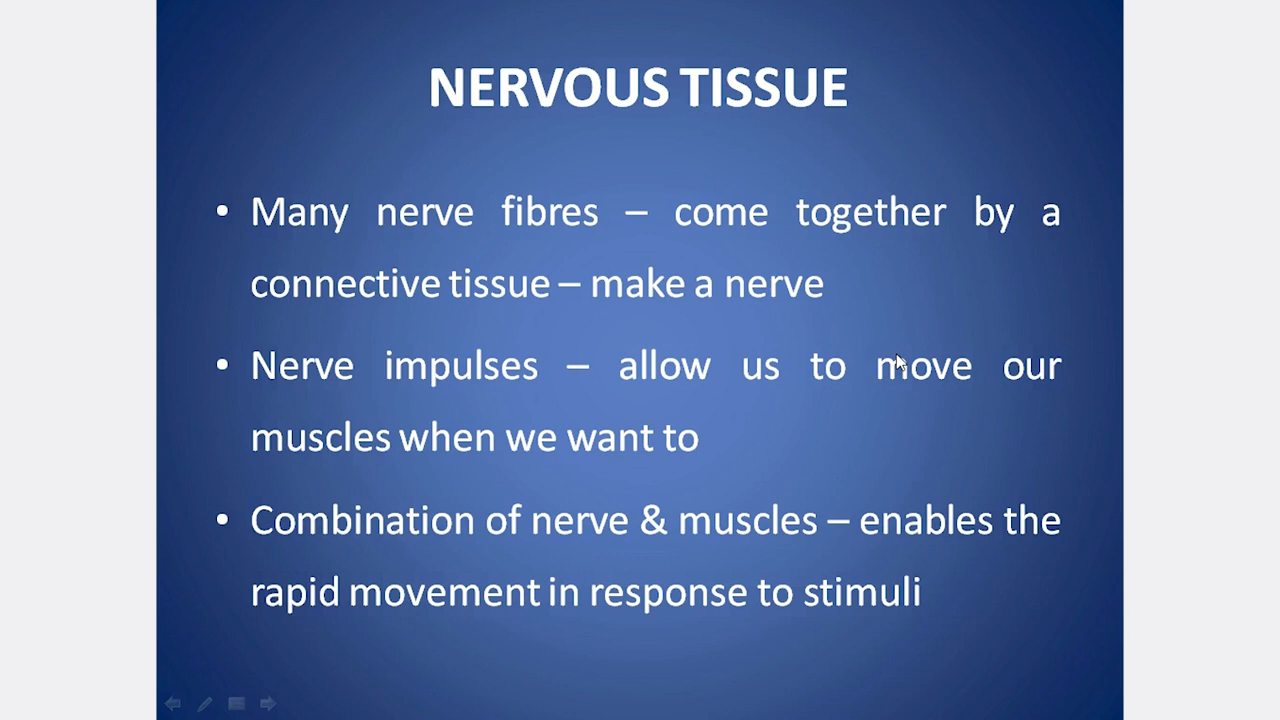 NERVOUS TISSUE
• Many nerve fibres – come together by a
connective tissue – make a nerve
• Nerve impulses – allow us to move our
muscles when we want to
• Combination of nerve & muscles – enables the
rapid movement in response to stimuli